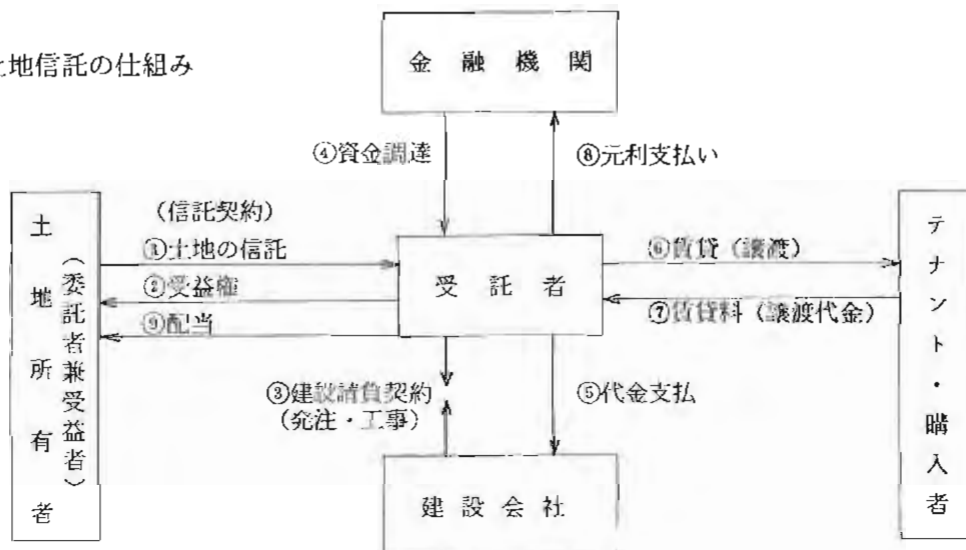 土地信託の仕組み
金融機関
④資金調達
⑧元利支払い
土地所有者
(委託者兼受益者)
(信託契約)
①土地の信託
②受益権
⑨配当
受託者
⑥賃貸(譲渡)
⑦賃貸料(譲渡代金)
テナント・購入者
③建設請負契約
(発注・工事)
⑤代金支払
建設会社